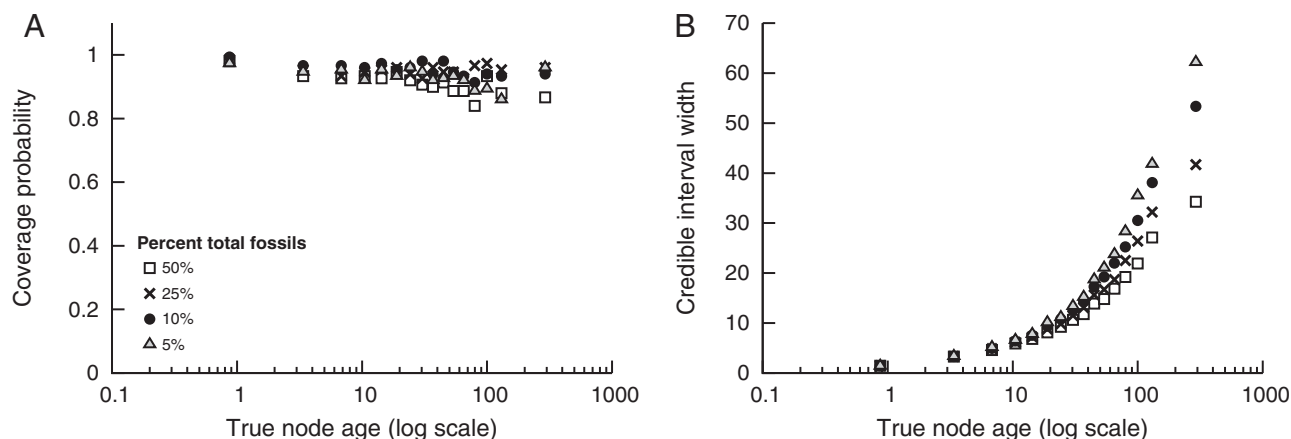 A
Coverage probability
1
0.8
0.6
0.4
0.2
0
Percent total fossils
50%
25%
10%
5%
0.1 1 10 100 1000
True node age (log scale)
B
Credible interval width
70
60
50
40
30
20
10
0
0.1 1 10 100 1000
True node age (log scale)